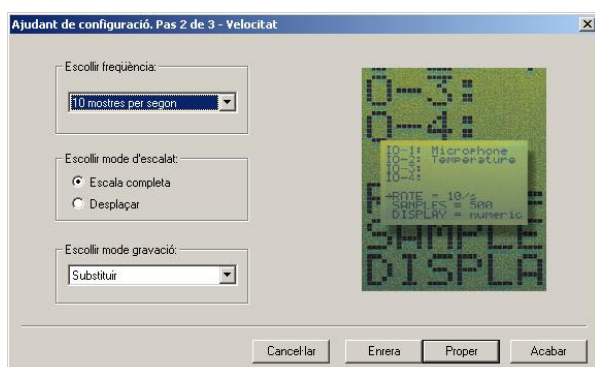 Ajudant de configuració. Pas 2 de 3 - Velocitat
Escollir freqüència:
10 mostres per segon
Escollir mode d'escalat:
Escala completa
Desplaçar
Escollir mode gravació:
Substituir
O-3:
O-4:
IO-1: Microphone
IO-2: Temperature
IO-3:
IO-4:
→RATE = 10/s
SAMPLES = 500
DISPLAY = numeric
SAMPLE
DISPLA
Cancel·lar
Enrera
Proper
Acabar